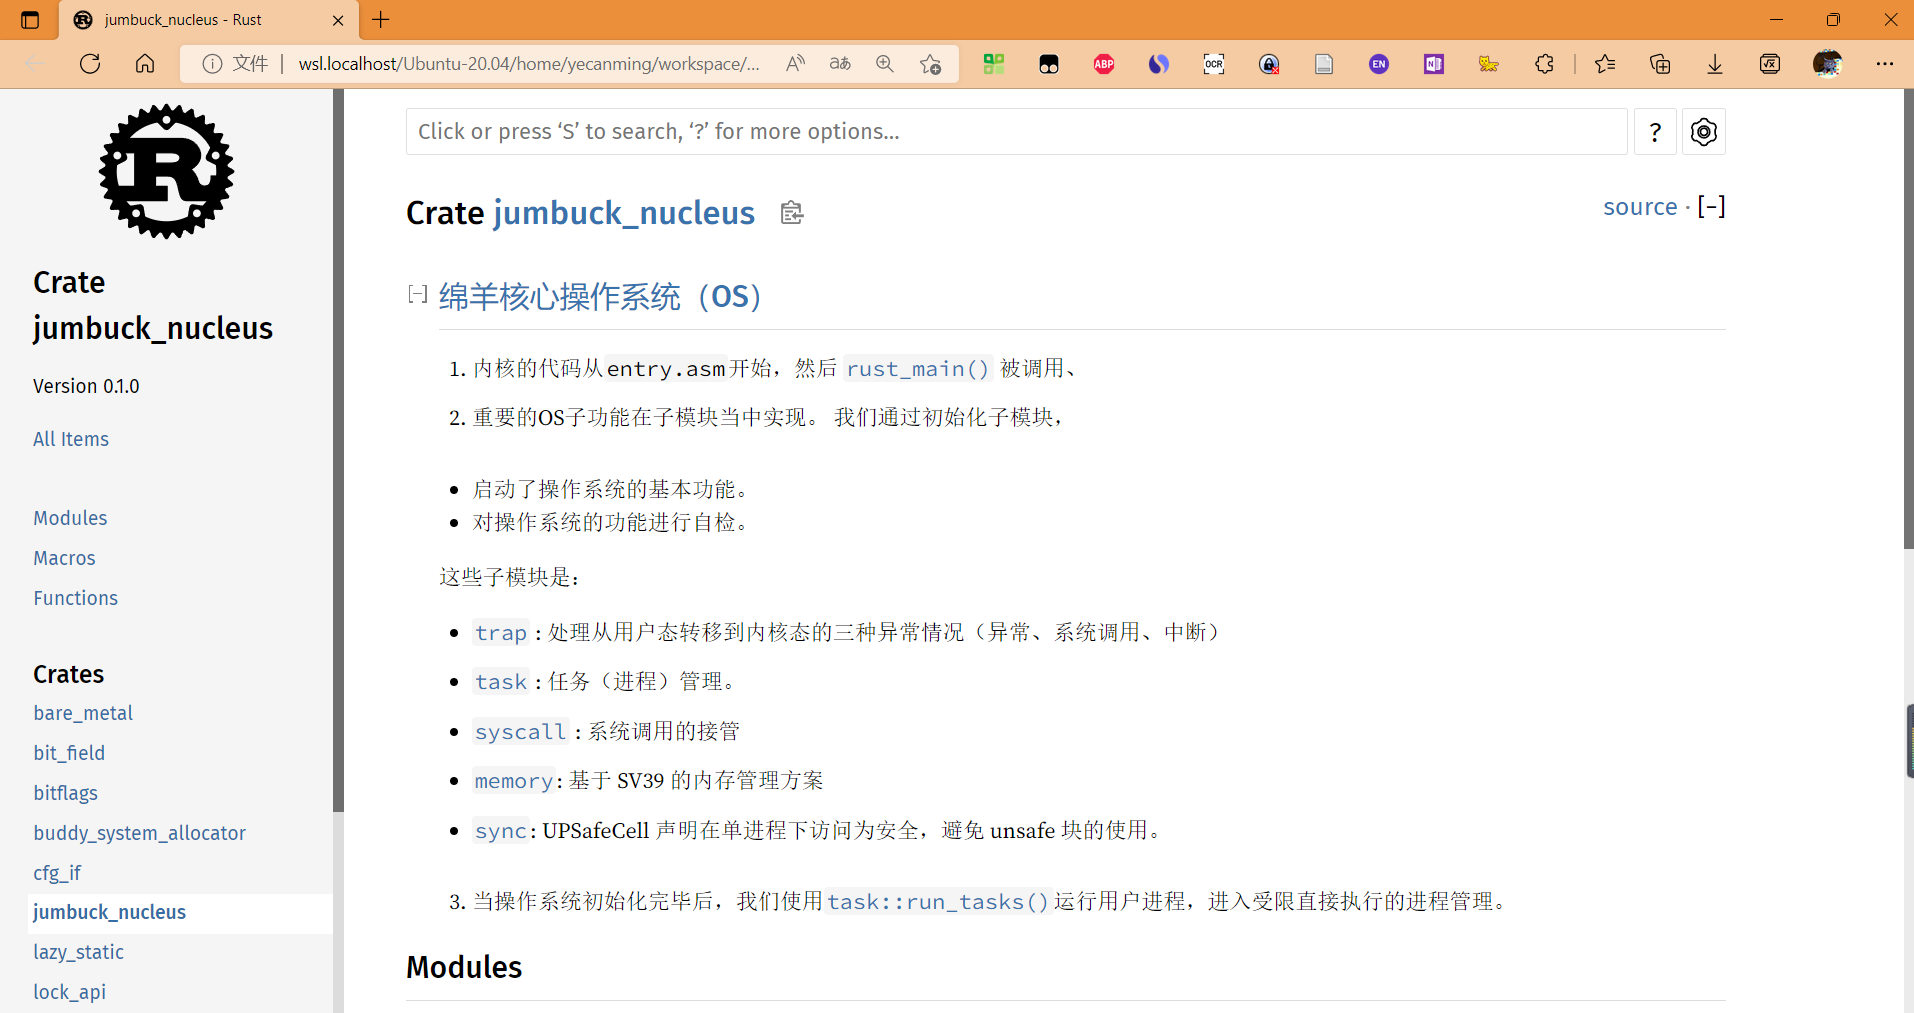 jumbuck_nucleus - Rust
文件
wsl.localhost/Ubuntu-20.04/home/yecanming/workspace/...
ABP
OCR
EN
Crate
jumbuck_nucleus
Version 0.1.0
All Items
Modules
Macros
Functions
Crates
bare_metal
bit_field
bitflags
buddy_system_allocator
cfg_if
jumbuck_nucleus
lazy_static
lock_api
Click or press ‘S’ to search, ‘?’ for more options...
?
Crate jumbuck_nucleus
source · [-]
[-] 绵羊核心操作系统（OS）
1. 内核的代码从entry.asm开始，然后 rust_main() 被调用、
2. 重要的OS子功能在子模块当中实现。 我们通过初始化子模块，
• 启动了操作系统的基本功能。
• 对操作系统的功能进行自检。
这些子模块是：
• trap : 处理从用户态转移到内核态的三种异常情况（异常、系统调用、中断）
• task : 任务（进程）管理。
• syscall : 系统调用的接管
• memory: 基于 SV39 的内存管理方案
• sync: UPSafeCell 声明在单进程下访问为安全，避免 unsafe 块的使用。
3. 当操作系统初始化完毕后，我们使用task::run_tasks()运行用户进程，进入受限直接执行的进程管理。
Modules